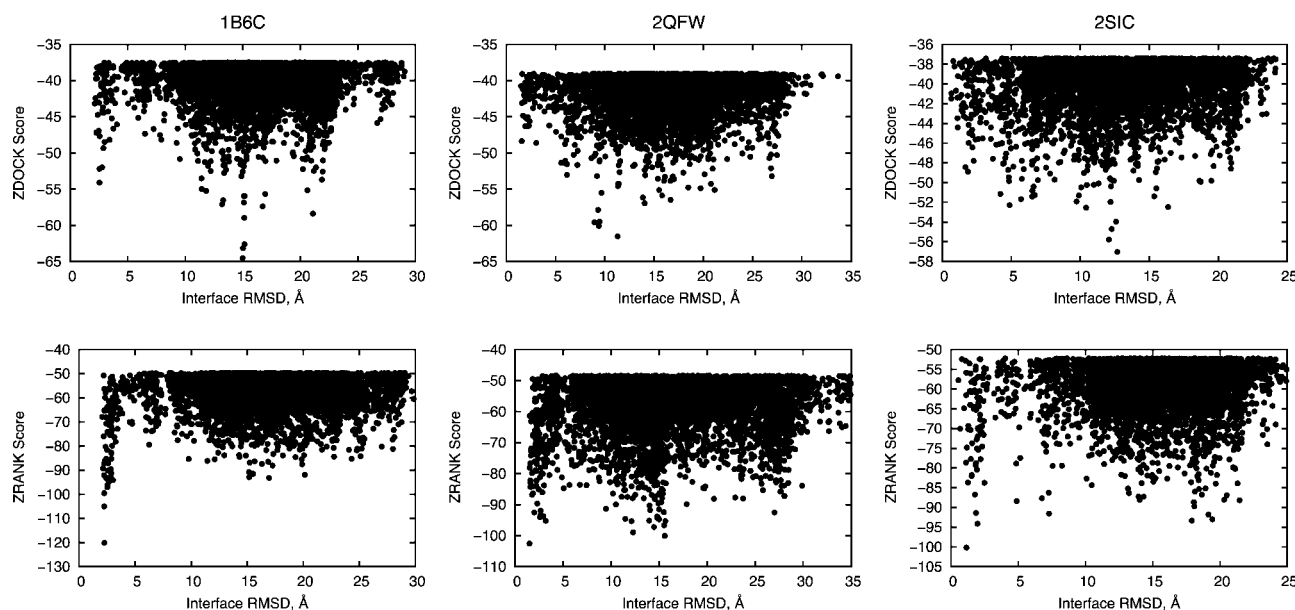 1B6C
2QFW
2SIC
−35
−40
−45
−50
−55
−60
−65
ZDOCK Score
0 5 10 15 20 25 30
Interface RMSD, Å
−35
−40
−45
−50
−55
−60
−65
ZDOCK Score
0 5 10 15 20 25 30 35
Interface RMSD, Å
−36
−38
−40
−42
−44
−46
−48
−50
−52
−54
−56
−58
ZDOCK Score
0 5 10 15 20 25
Interface RMSD, Å
−40
−50
−60
−70
−80
−90
−100
−110
−120
−130
ZRANK Score
0 5 10 15 20 25 30
Interface RMSD, Å
−40
−50
−60
−70
−80
−90
−100
−110
ZRANK Score
0 5 10 15 20 25 30 35
Interface RMSD, Å
−50
−55
−60
−65
−70
−75
−80
−85
−90
−95
−100
−105
ZRANK Score
0 5 10 15 20 25
Interface RMSD, Å